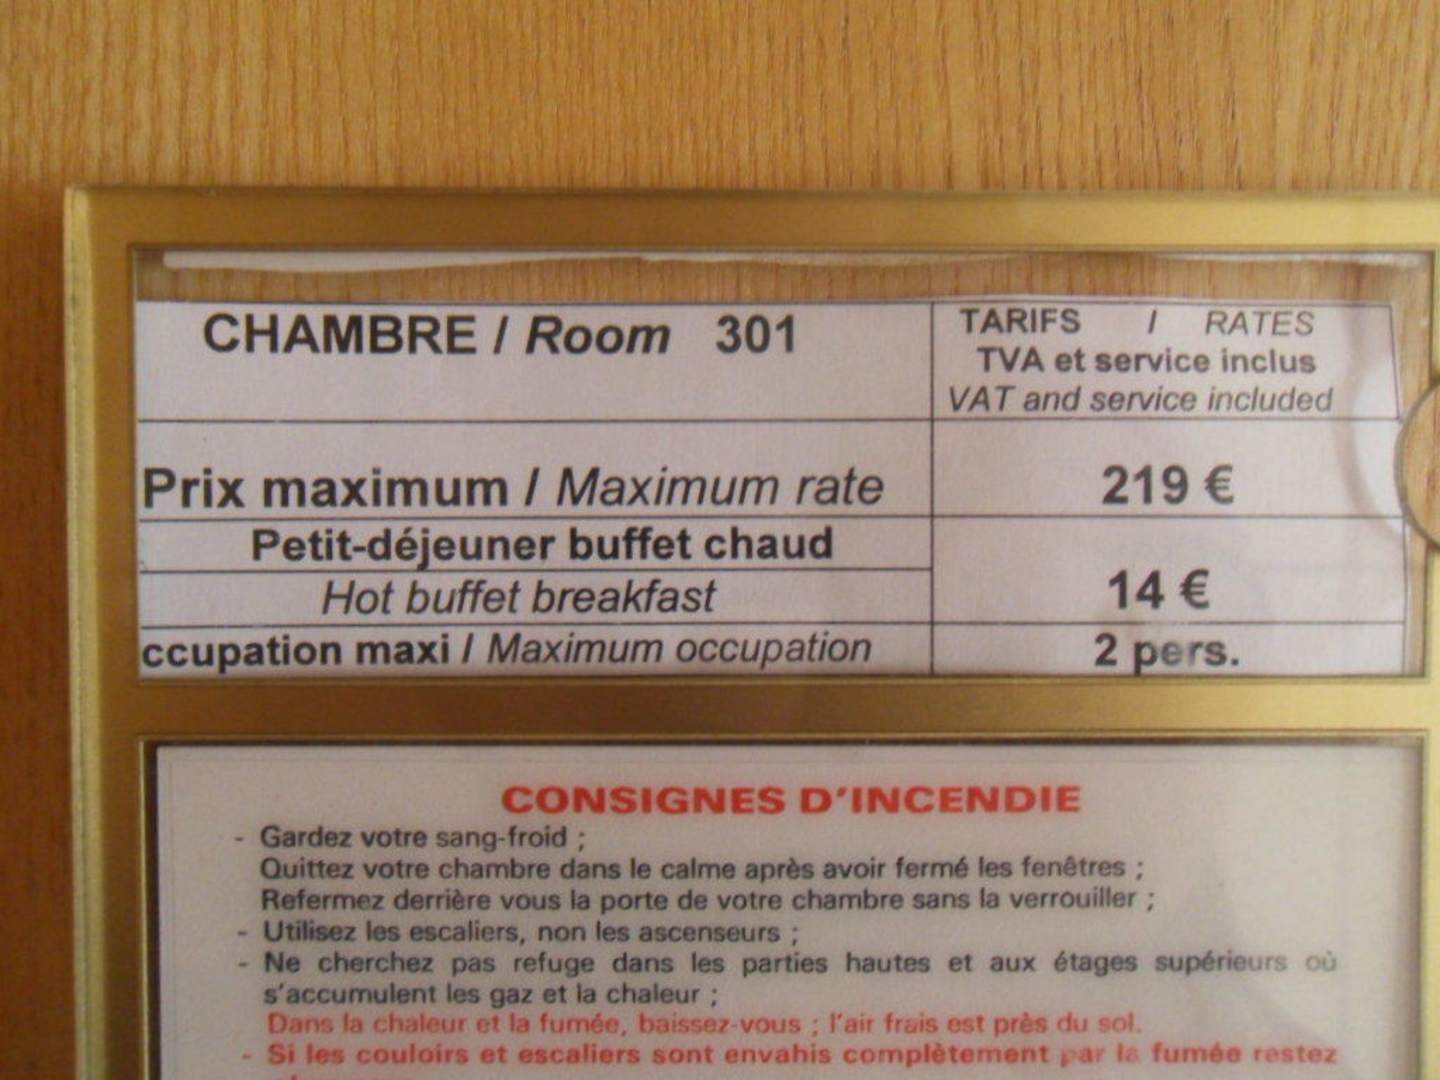 CHAMBRE / Room 301
TARIFS / RATES
TVA et service inclus
VAT and service included
Prix maximum / Maximum rate
219 €
Petit-déjeuner buffet chaud
Hot buffet breakfast
14 €
ccupation maxi / Maximum occupation
2 pers.
CONSIGNES D'INCENDIE
- Gardez votre sang-froid ;
Quittez votre chambre dans le calme après avoir fermé les fenêtres ;
Refermez derrière vous la porte de votre chambre sans la verrouiller ;
- Utilisez les escaliers, non les ascenseurs ;
- Ne cherchez pas refuge dans les parties hautes et aux étages supérieurs où
s'accumulent les gaz et la chaleur ;
Dans la chaleur et la fumée, baissez-vous ; l'air frais est près du sol.
- Si les couloirs et escaliers sont envahis complètement par la fumée restez